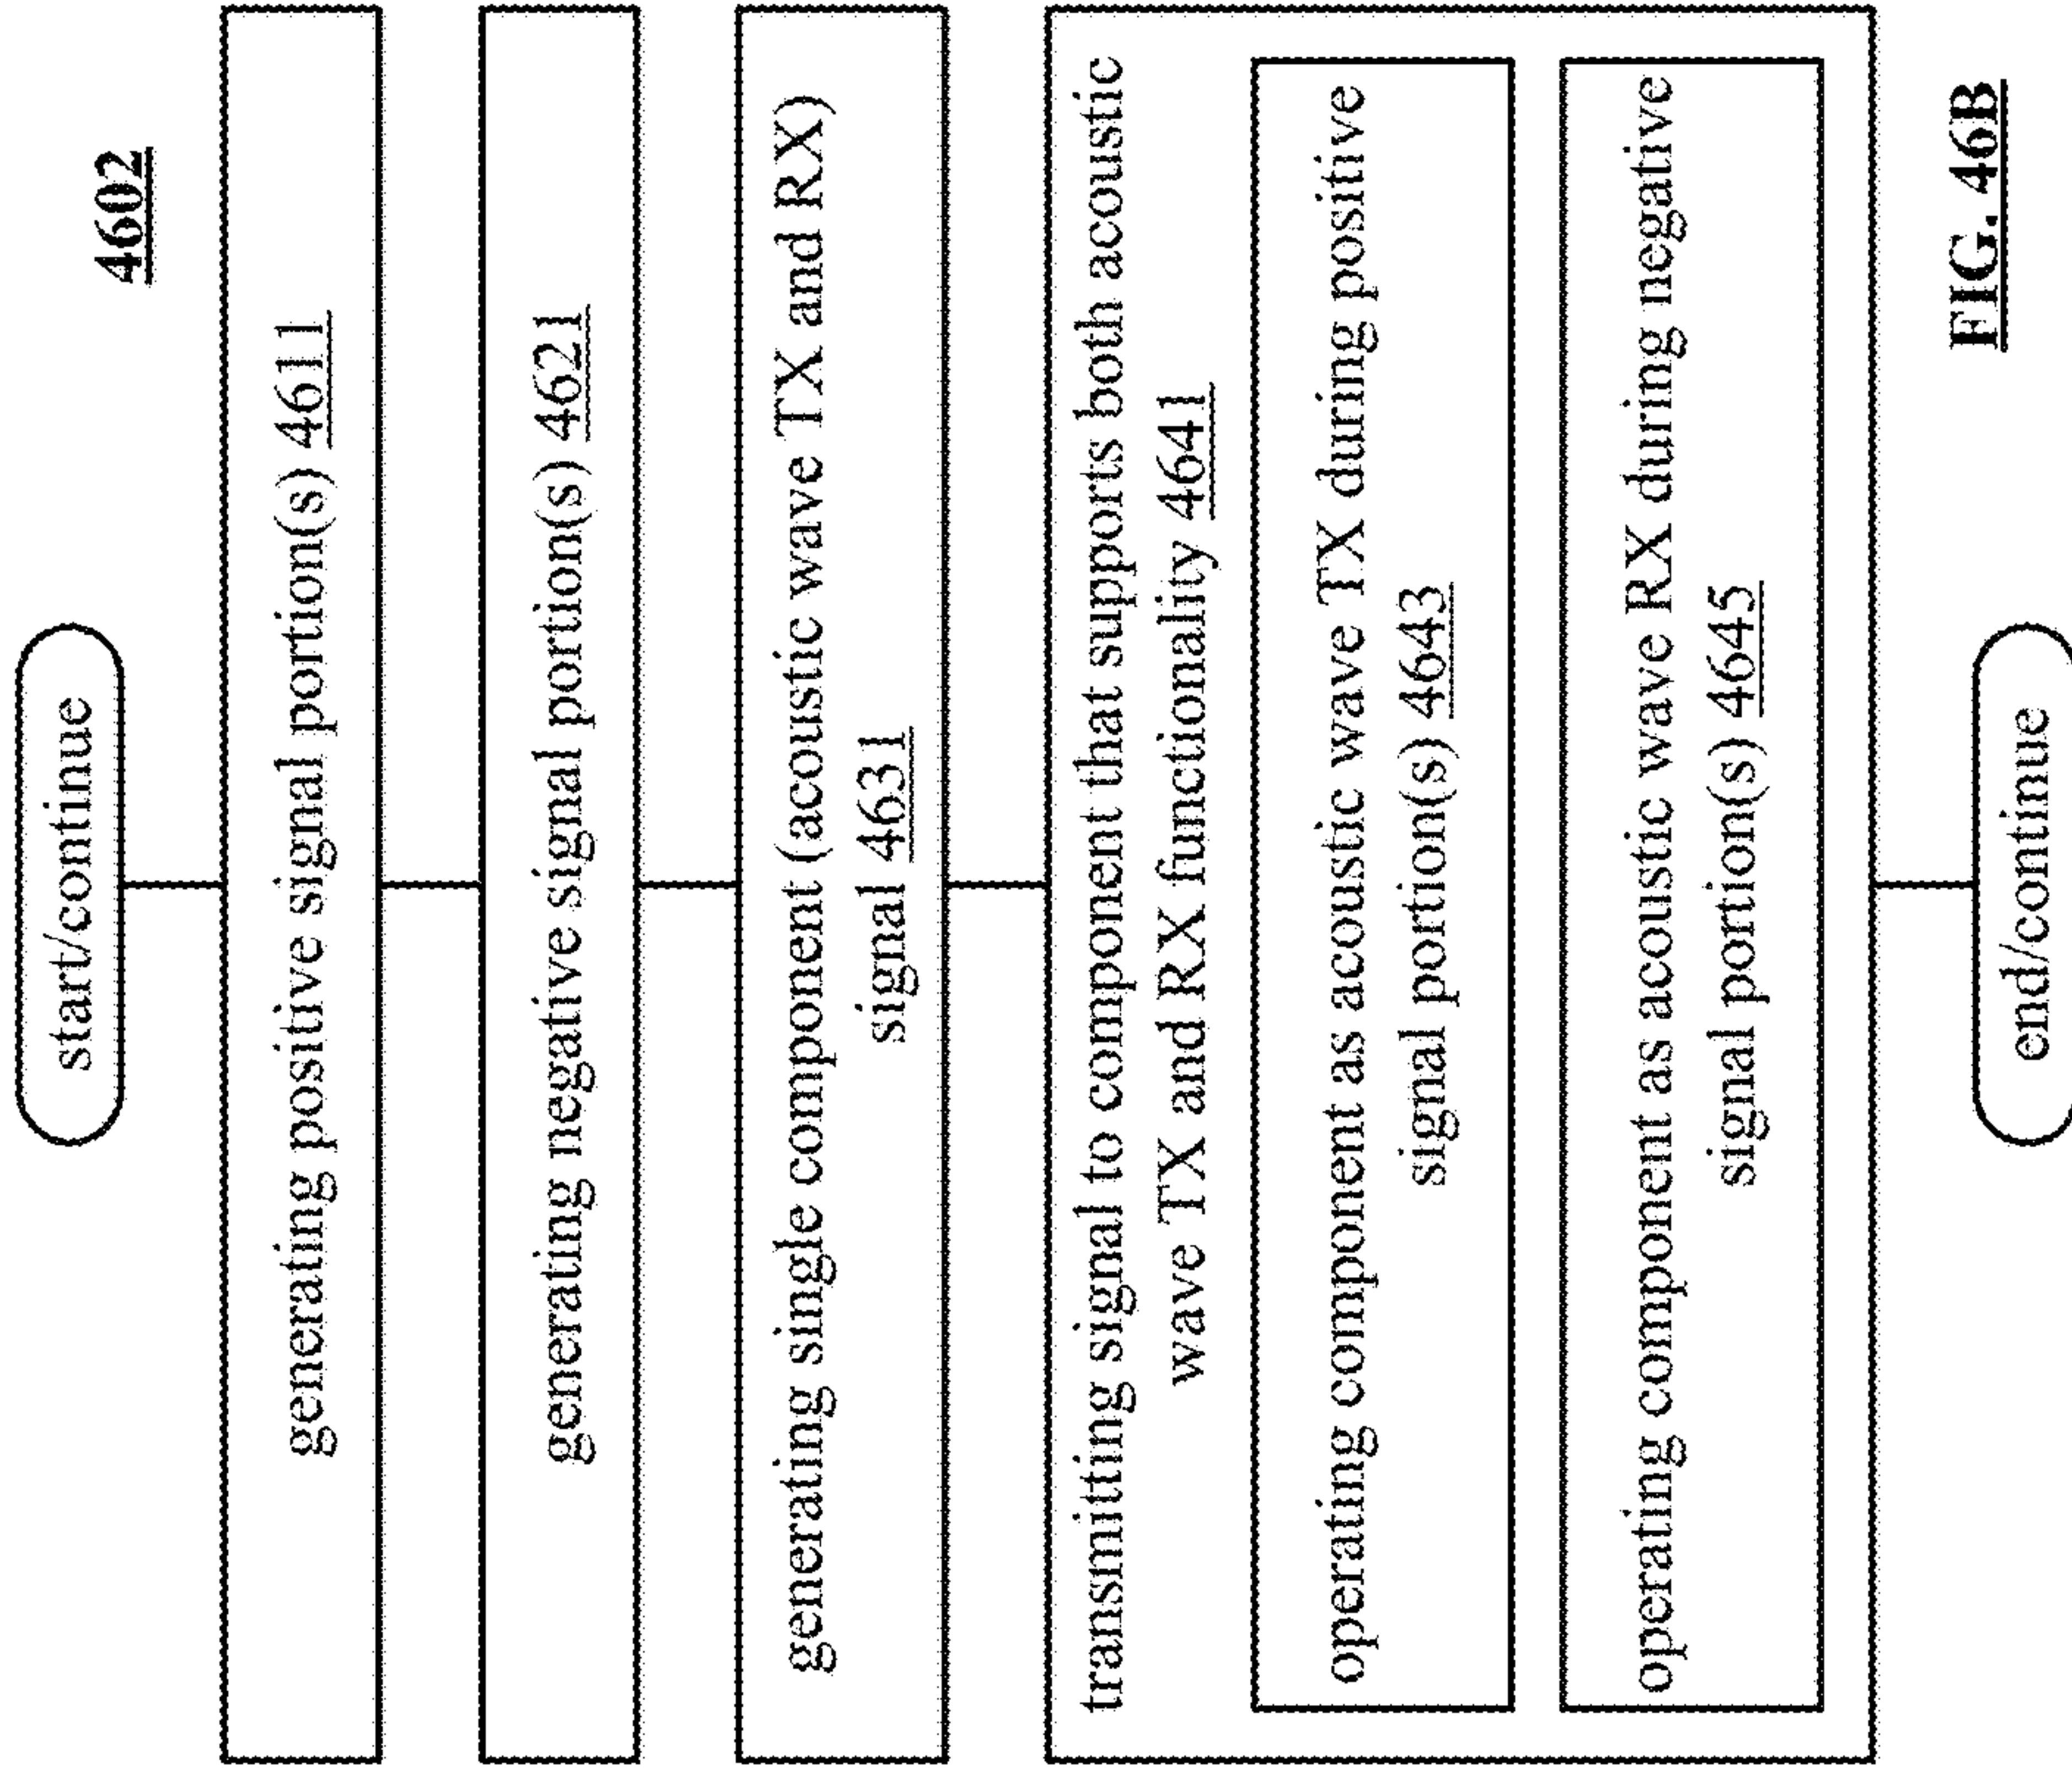 4602
start/continue
generating positive signal portion(s) 4611
generating negative signal portion(s) 4621
generating single component (acoustic wave TX and RX)
signal 4631
transmitting signal to component that supports both acoustic
wave TX and RX functionality 4641
operating component as acoustic wave TX during positive
signal portion(s) 4643
operating component as acoustic wave RX during negative
signal portion(s) 4645
end/continue
FIG. 46B